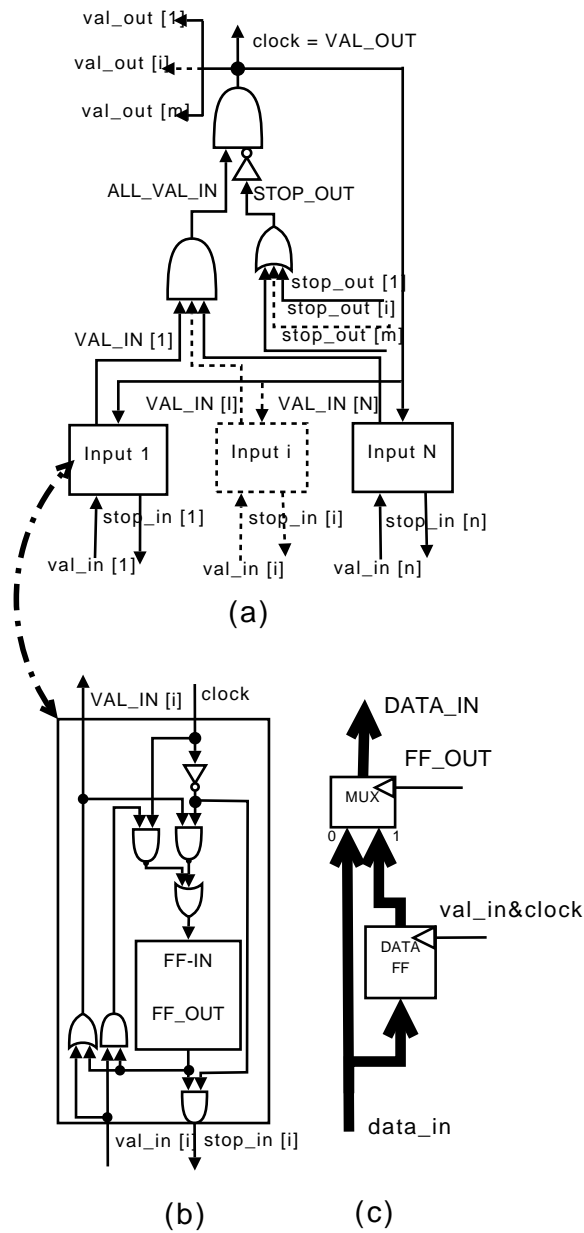 val_out [1]
clock = VAL_OUT
val_out [i]
val_out [m]
ALL_VAL_IN
STOP_OUT
stop_out [1]
stop_out [i]
stop_out [m]
VAL_IN [1]
VAL_IN [I]
VAL_IN [N]
Input 1
Input i
Input N
stop_in [1]
stop_in [i]
stop_in [n]
val_in [1]
val_in [i]
val_in [n]
(a)
VAL_IN [i]
clock
DATA_IN
FF_OUT
MUX
0 1
val_in&clock
DATA
FF
FF-IN
FF_OUT
data_in
val_in [i]
stop_in [i]
(b)
(c)